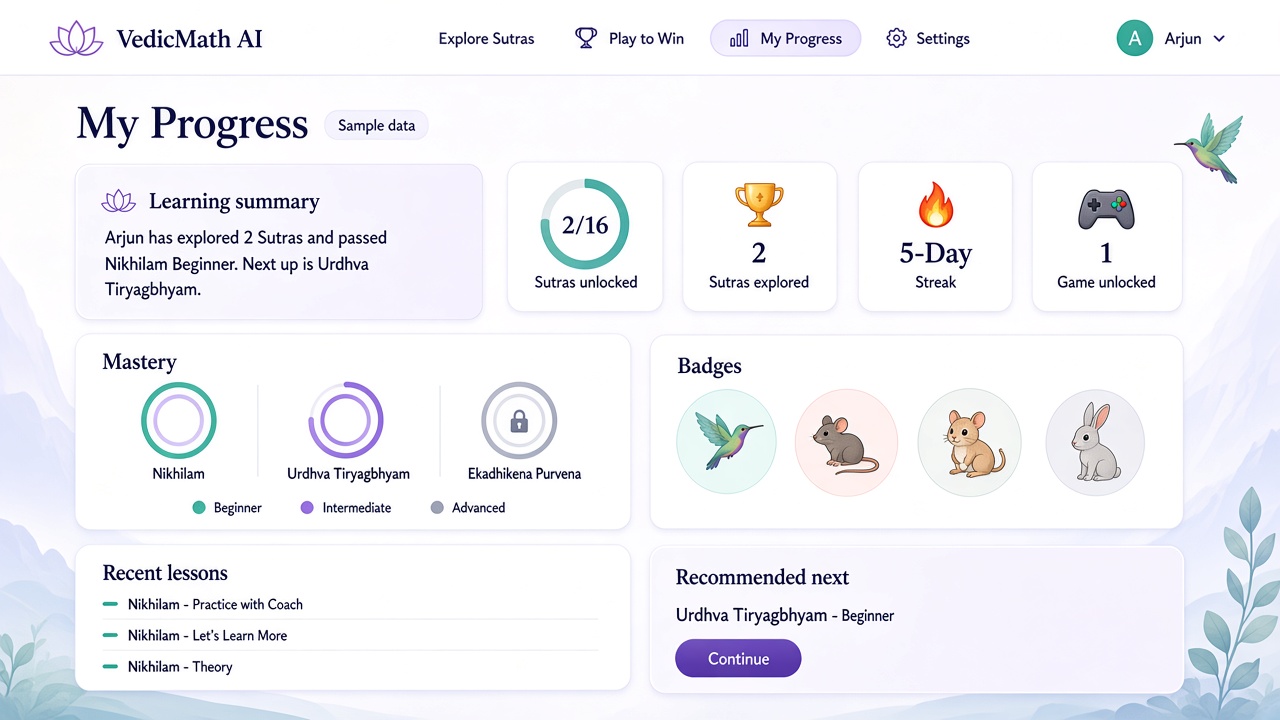 VedicMath AI
Explore Sutras
Play to Win
My Progress
Settings
A
Arjun
My Progress
Sample data
Learning summary
Arjun has explored 2 Sutras and passed
Nikhilam Beginner. Next up is Urdhva
Tiryagbhyam.
2/16
Sutras unlocked
2
Sutras explored
5-Day
Streak
1
Game unlocked
Mastery
Nikhilam
Urdhva Tiryagbhyam
Ekadhikena Purvena
Beginner
Intermediate
Advanced
Badges
Recent lessons
Nikhilam - Practice with Coach
Nikhilam - Let's Learn More
Nikhilam - Theory
Recommended next
Urdhva Tiryagbhyam - Beginner
Continue